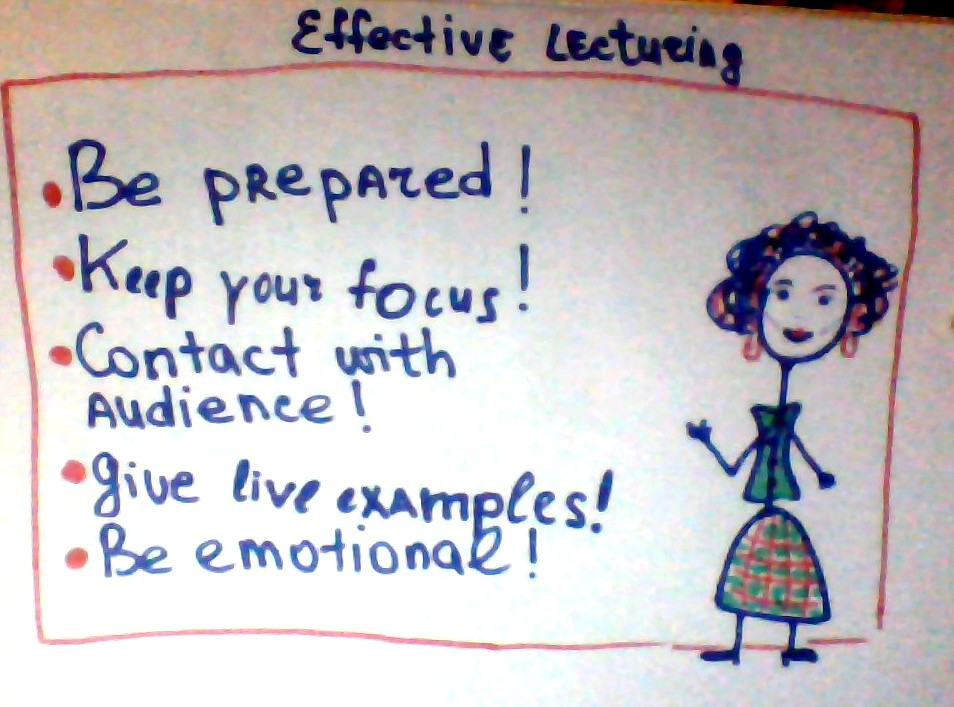 Effective Lecturing
• Be prepared!
• Keep your focus!
• Contact with
Audience!
• give live examples!
• Be emotional!